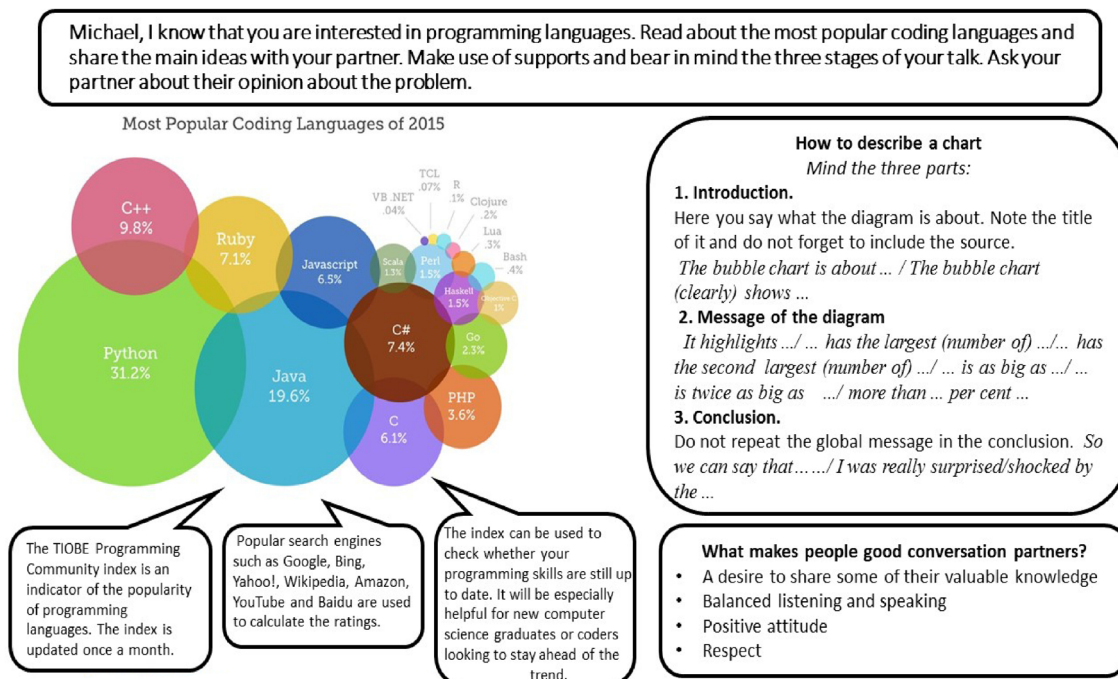 Michael, I know that you are interested in programming languages. Read about the most popular coding languages and
share the main ideas with your partner. Make use of supports and bear in mind the three stages of your talk. Ask your
partner about their opinion about the problem.
Most Popular Coding Languages of 2015
C++
9.8%
Ruby
7.1%
Javascript
6.5%
Scala
1.3%
VB .NET
.04%
TCL
.07%
R
.1%
Clojure
.2%
Lua
.3%
Bash
.4%
Perl
1.5%
Haskell
1.5%
Objective C
1%
Python
31.2%
Java
19.6%
C#
7.4%
Go
2.3%
PHP
3.6%
C
6.1%
How to describe a chart
Mind the three parts:
1. Introduction.
Here you say what the diagram is about. Note the title
of it and do not forget to include the source.
The bubble chart is about ... / The bubble chart
(clearly) shows ...
2. Message of the diagram
It highlights .../ ... has the largest (number of) .../... has
the second largest (number of) .../ ... is as big as .../ ...
is twice as big as .../ more than ... per cent ...
3. Conclusion.
Do not repeat the global message in the conclusion. So
we can say that... .../ I was really surprised/shocked by
the ...
The TIOBE Programming
Community index is an
indicator of the popularity
of programming
languages. The index is
updated once a month.
Popular search engines
such as Google, Bing,
Yahoo!, Wikipedia, Amazon,
YouTube and Baidu are used
to calculate the ratings.
The index can be used to
check whether your
programming skills are still up
to date. It will be especially
helpful for new computer
science graduates or coders
looking to stay ahead of the
trend.
What makes people good conversation partners?
• A desire to share some of their valuable knowledge
• Balanced listening and speaking
• Positive attitude
• Respect